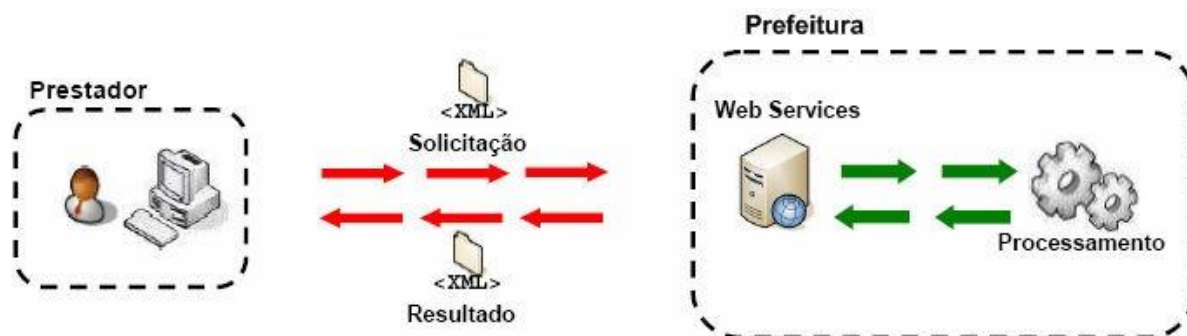 Prefeitura
Prestador
<XML>
Solicitação
Web Services
Processamento
<XML>
Resultado